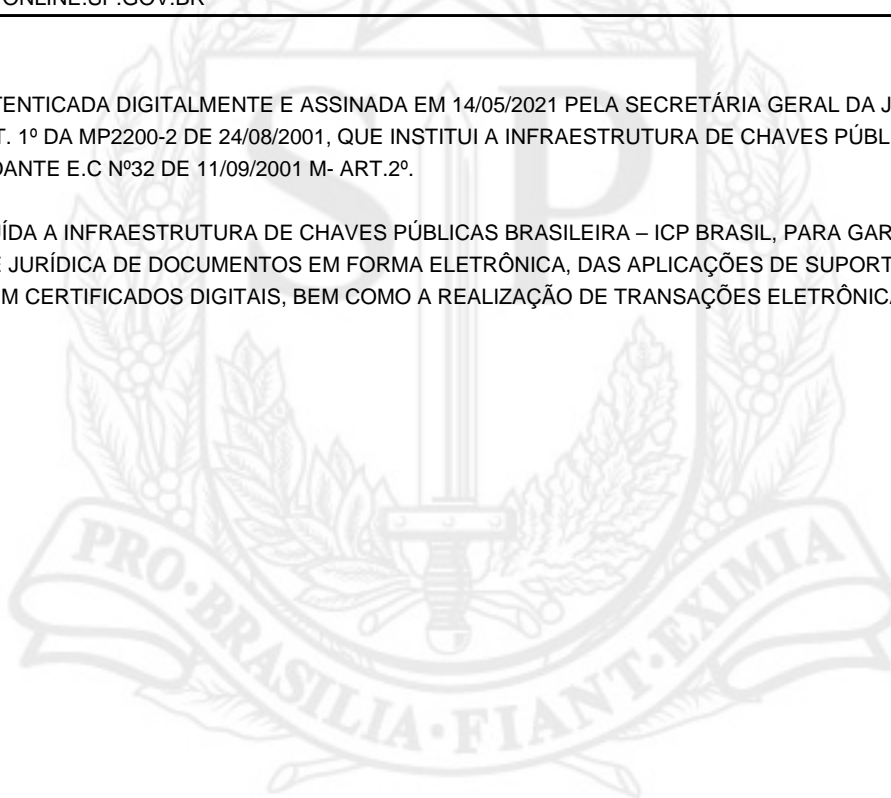 ONLINE.SP.GOV.BR
TENTICADA DIGITALMENTE E ASSINADA EM 14/05/2021 PELA SECRETÁRIA GERAL DA J
T. 1º DA MP2200-2 DE 24/08/2001, QUE INSTITUI A INFRAESTRUTURA DE CHAVES PÚBL
DANTE E.C Nº32 DE 11/09/2001 M- ART.2º.
ÍDA A INFRAESTRUTURA DE CHAVES PÚBLICAS BRASILEIRA – ICP BRASIL, PARA GAR
E JURÍDICA DE DOCUMENTOS EM FORMA ELETRÔNICA, DAS APLICAÇÕES DE SUPORT
M CERTIFICADOS DIGITAIS, BEM COMO A REALIZAÇÃO DE TRANSAÇÕES ELETRÔNICA
SP
PRO·BRASILIA·FIANT·EXIMIA